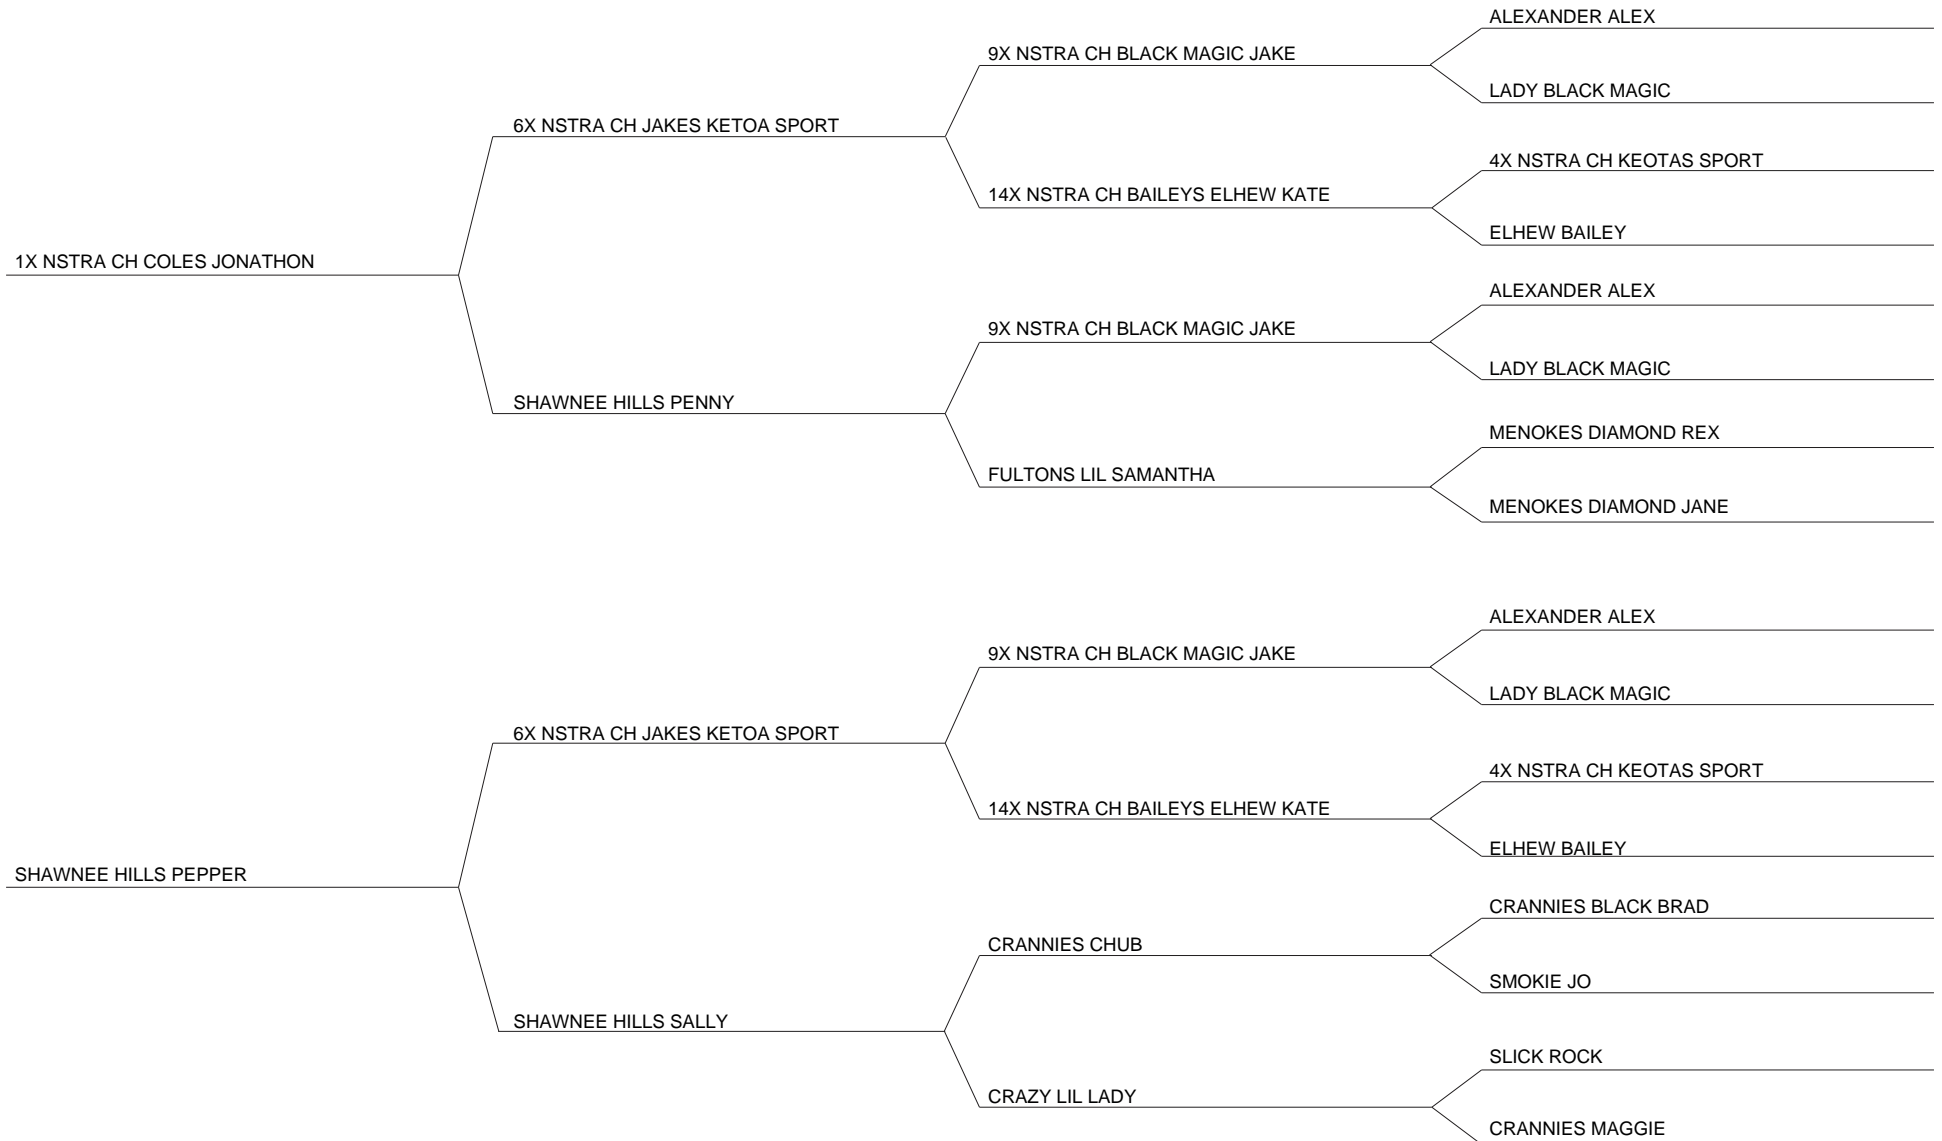 ALEXANDER ALEX
9X NSTRA CH BLACK MAGIC JAKE
LADY BLACK MAGIC
6X NSTRA CH JAKES KETOA SPORT
4X NSTRA CH KEOTAS SPORT
14X NSTRA CH BAILEYS ELHEW KATE
ELHEW BAILEY
1X NSTRA CH COLES JONATHON
ALEXANDER ALEX
9X NSTRA CH BLACK MAGIC JAKE
LADY BLACK MAGIC
SHAWNEE HILLS PENNY
MENOKES DIAMOND REX
FULTONS LIL SAMANTHA
MENOKES DIAMOND JANE
ALEXANDER ALEX
9X NSTRA CH BLACK MAGIC JAKE
LADY BLACK MAGIC
6X NSTRA CH JAKES KETOA SPORT
4X NSTRA CH KEOTAS SPORT
14X NSTRA CH BAILEYS ELHEW KATE
ELHEW BAILEY
SHAWNEE HILLS PEPPER
CRANNIES BLACK BRAD
CRANNIES CHUB
SMOKIE JO
SHAWNEE HILLS SALLY
SLICK ROCK
CRAZY LIL LADY
CRANNIES MAGGIE